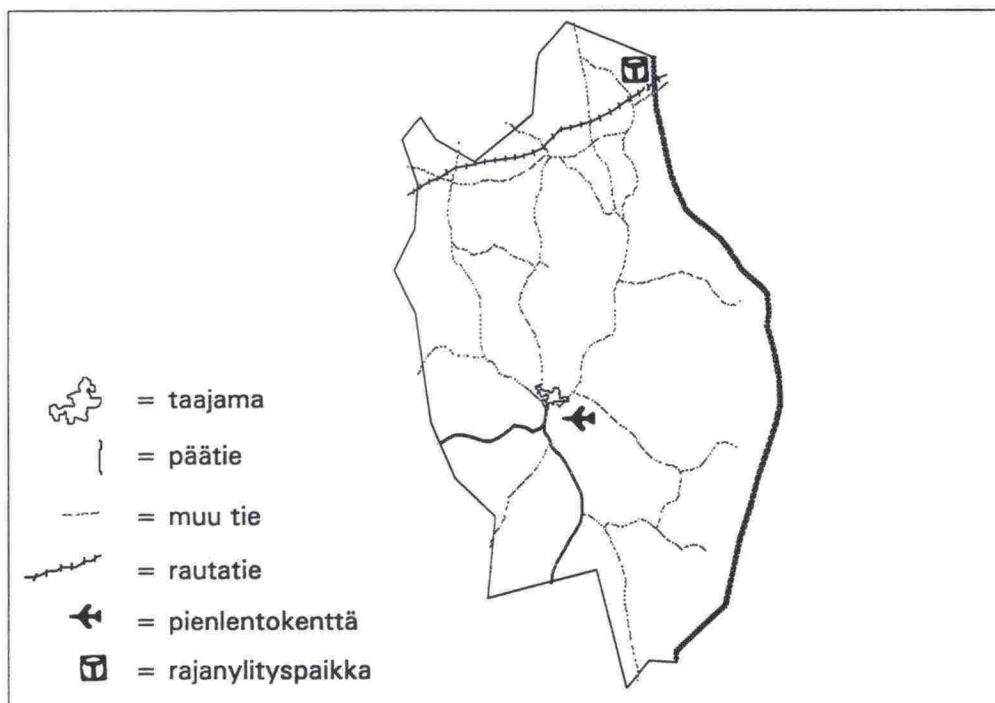 = taajama
= päätie
= muu tie
= rautatie
= pienlentokenttä
= rajanylityspaikka